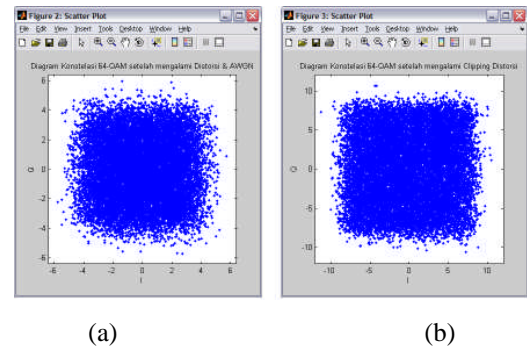 Figure 2: Scatter Plot
File Edit View Insert Tools Desktop Window Help
Diagram Konstelasi 64-QAM setelah mengalami Distorsi & AWGN
6
4
2
0
-2
-4
-6
Q
-6 -4 -2 0 2 4 6
I
(a)
Figure 3: Scatter Plot
File Edit View Insert Tools Desktop Window Help
Diagram Konstelasi 64-QAM setelah mengalami Clipping Distorsi
10
5
0
-5
-10
Q
-10 -5 0 5 10
I
(b)